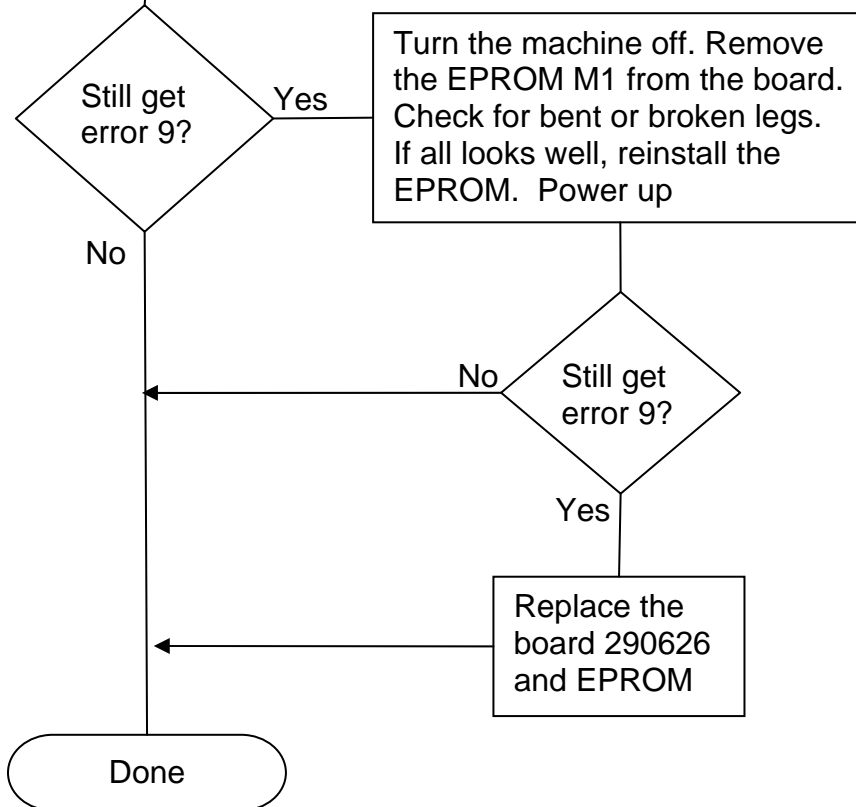 Still get
error 9?
Yes
Turn the machine off. Remove
the EPROM M1 from the board.
Check for bent or broken legs.
If all looks well, reinstall the
EPROM.  Power up
No
No
Still get
error 9?
Yes
Replace the
board 290626
and EPROM
Done